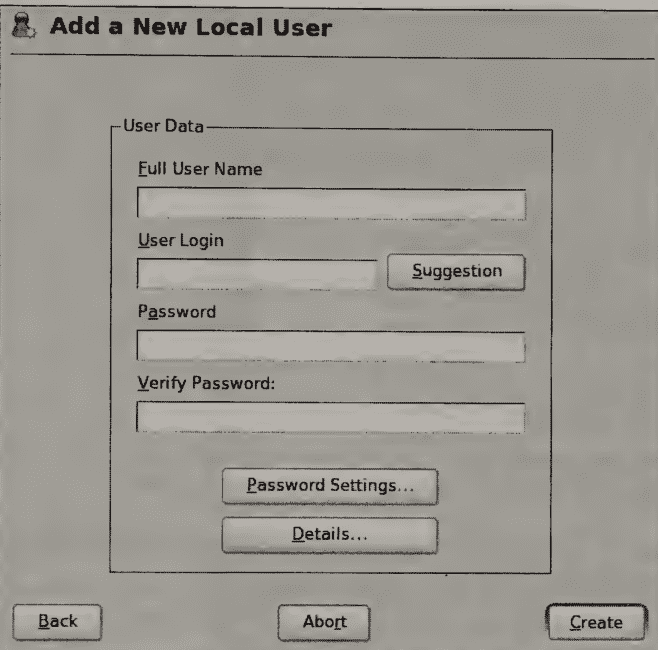 Add a New Local User
User Data
Full User Name
User Login
Suggestion
Password
Verify Password:
Password Settings...
Details...
Back Abort Create